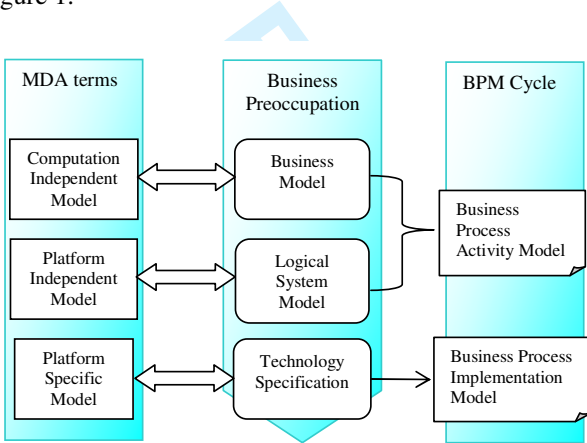 gure 1.
MDA terms
Business
Preoccupation
BPM Cycle
Computation
Independent
Model
Business
Model
Business
Process
Activity Model
Platform
Independent
Model
Logical
System
Model
Platform
Specific
Model
Technology
Specification
Business Process
Implementation
Model